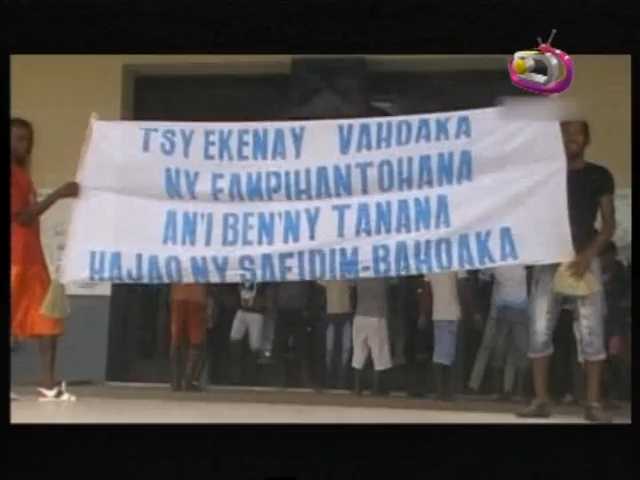 TSY EKENAY VAHOAKA
NY FAMPIHANTOHANA
AN'I BEN'NY TANANA
HAJAO NY SAFIDIM-BAHOAKA